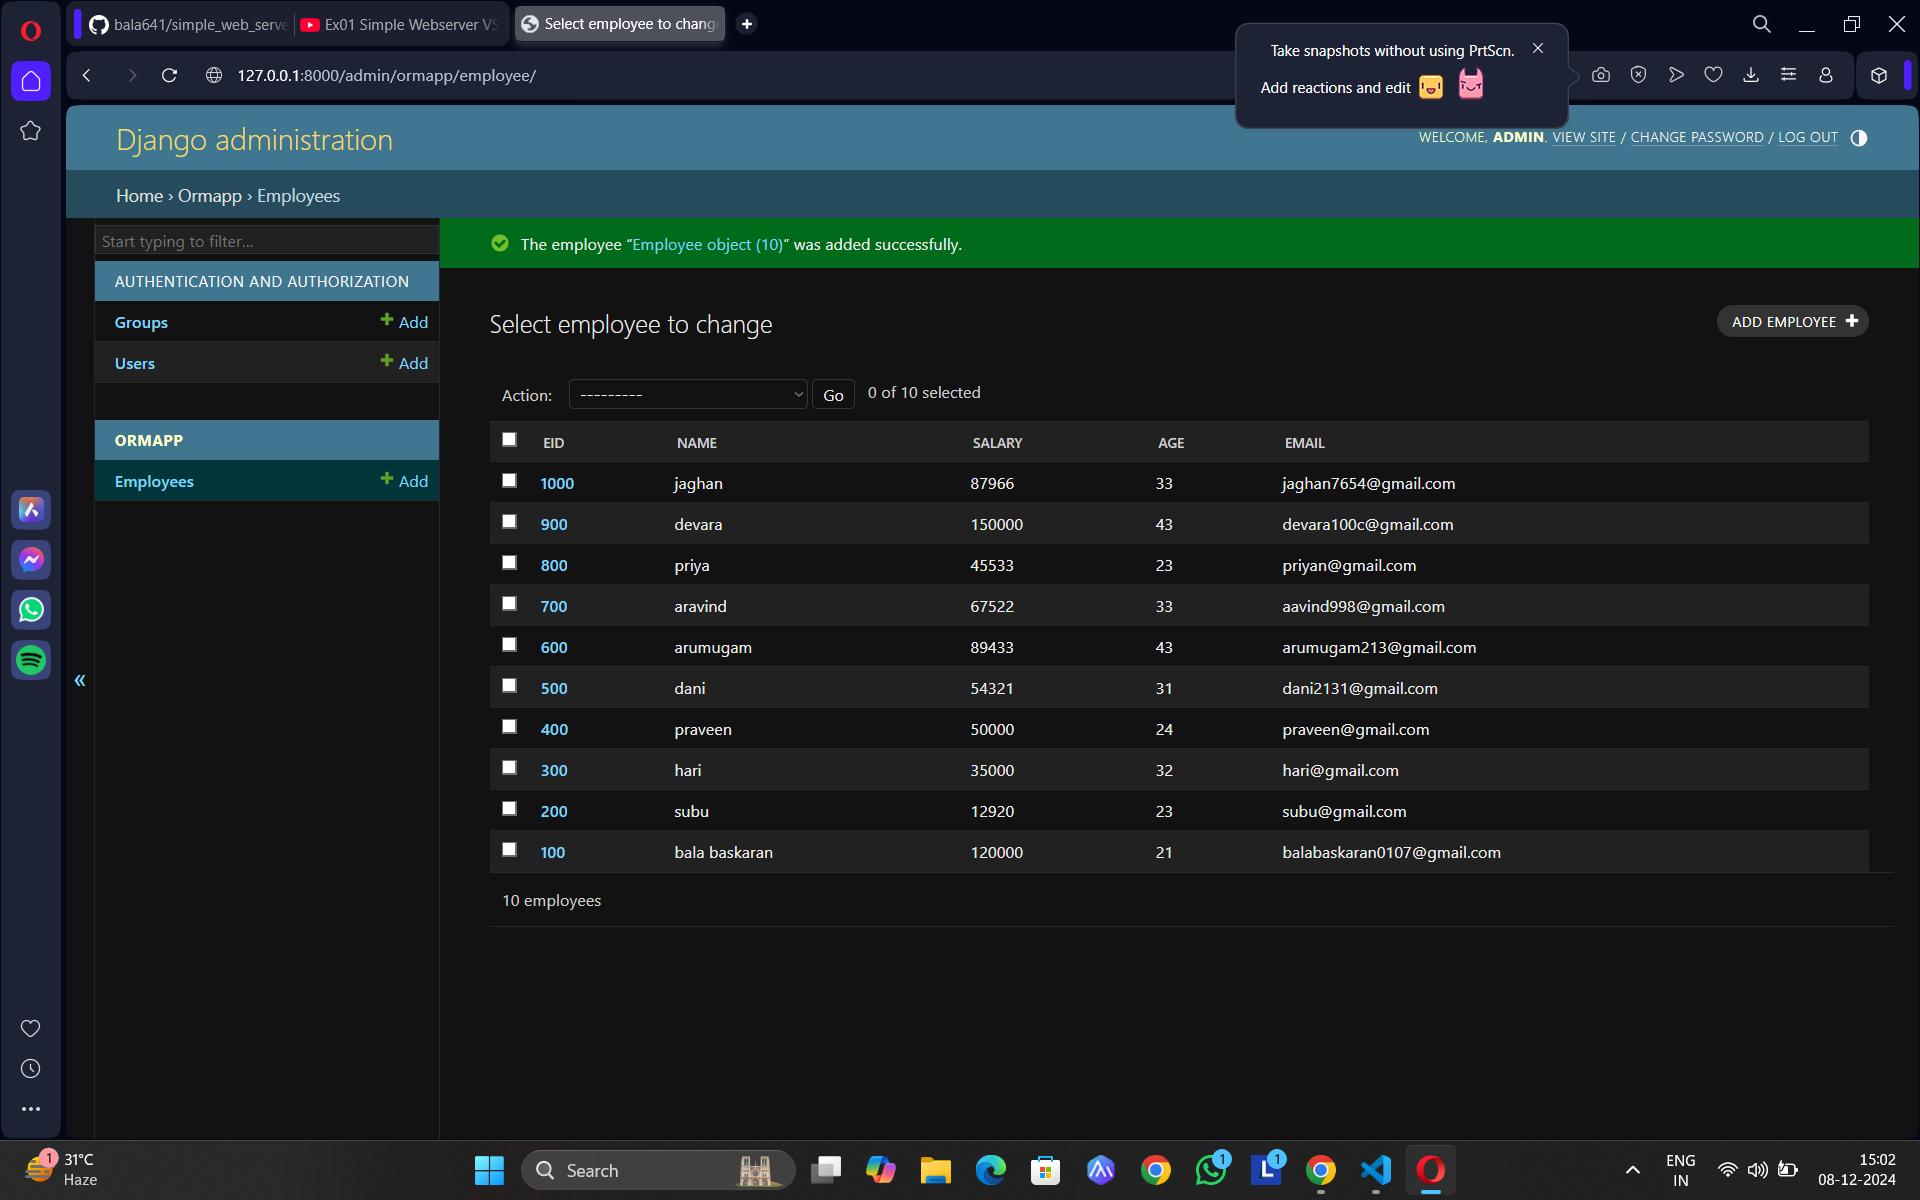 bala641/simple_web_serve
Ex01 Simple Webserver VS
Select employee to change
127.0.0.1:8000/admin/ormapp/employee/
Take snapshots without using PrtScn.
Add reactions and edit
Django administration
WELCOME, ADMIN. VIEW SITE / CHANGE PASSWORD / LOG OUT
Home › Ormapp › Employees
Start typing to filter...
The employee “Employee object (10)” was added successfully.
AUTHENTICATION AND AUTHORIZATION
Groups Add
Users Add
ORMAPP
Employees Add
Select employee to change
ADD EMPLOYEE
Action: --------- Go 0 of 10 selected
EID NAME SALARY AGE EMAIL
1000 jaghan 87966 33 jaghan7654@gmail.com
900 devara 150000 43 devara100c@gmail.com
800 priya 45533 23 priyan@gmail.com
700 aravind 67522 33 aavind998@gmail.com
600 arumugam 89433 43 arumugam213@gmail.com
500 dani 54321 31 dani2131@gmail.com
400 praveen 50000 24 praveen@gmail.com
300 hari 35000 32 hari@gmail.com
200 subu 12920 23 subu@gmail.com
100 bala baskaran 120000 21 balabaskaran0107@gmail.com
10 employees
1
31°C
Haze
Search
1
L 1
ENG
IN
15:02
08-12-2024